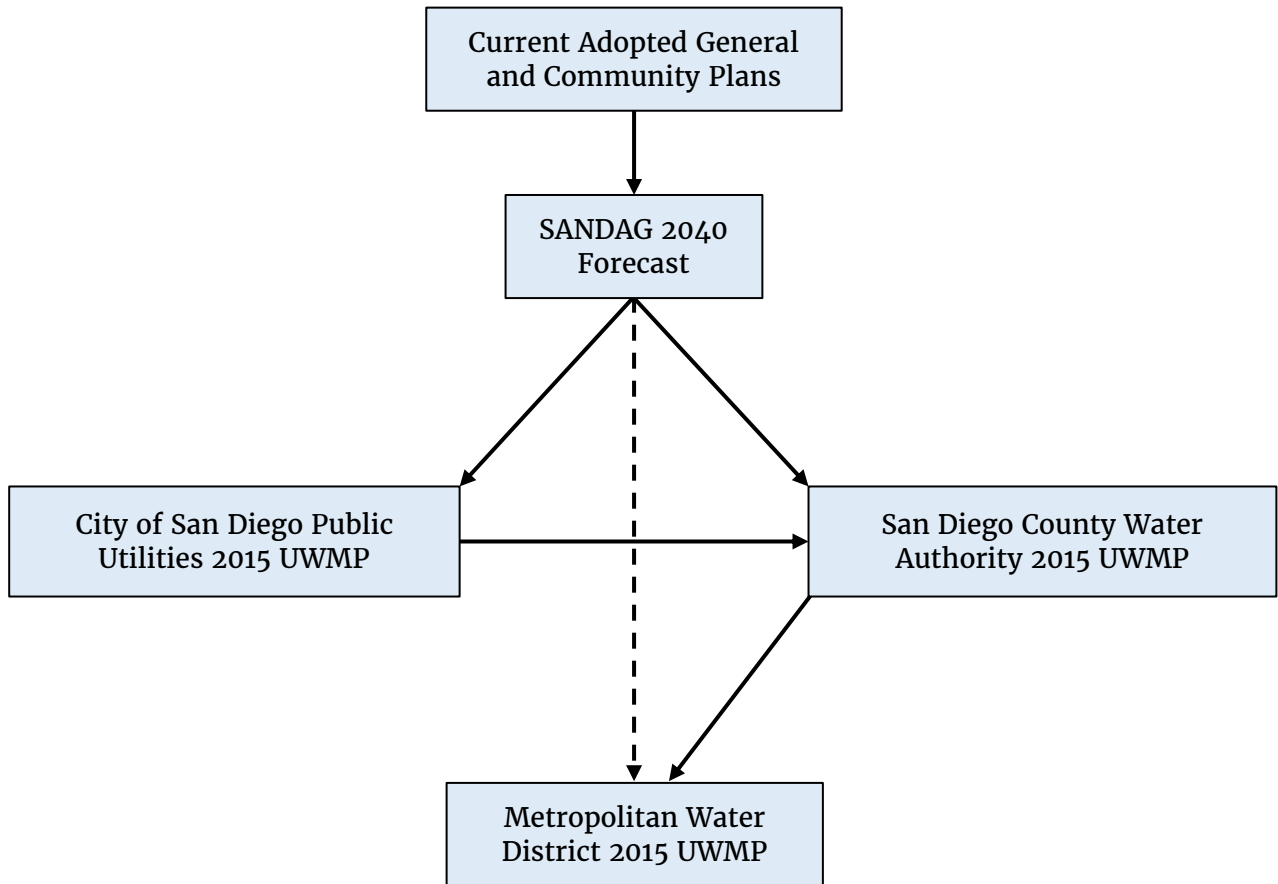 Current Adopted General
and Community Plans
SANDAG 2040
Forecast
City of San Diego Public
Utilities 2015 UWMP
San Diego County Water
Authority 2015 UWMP
Metropolitan Water
District 2015 UWMP